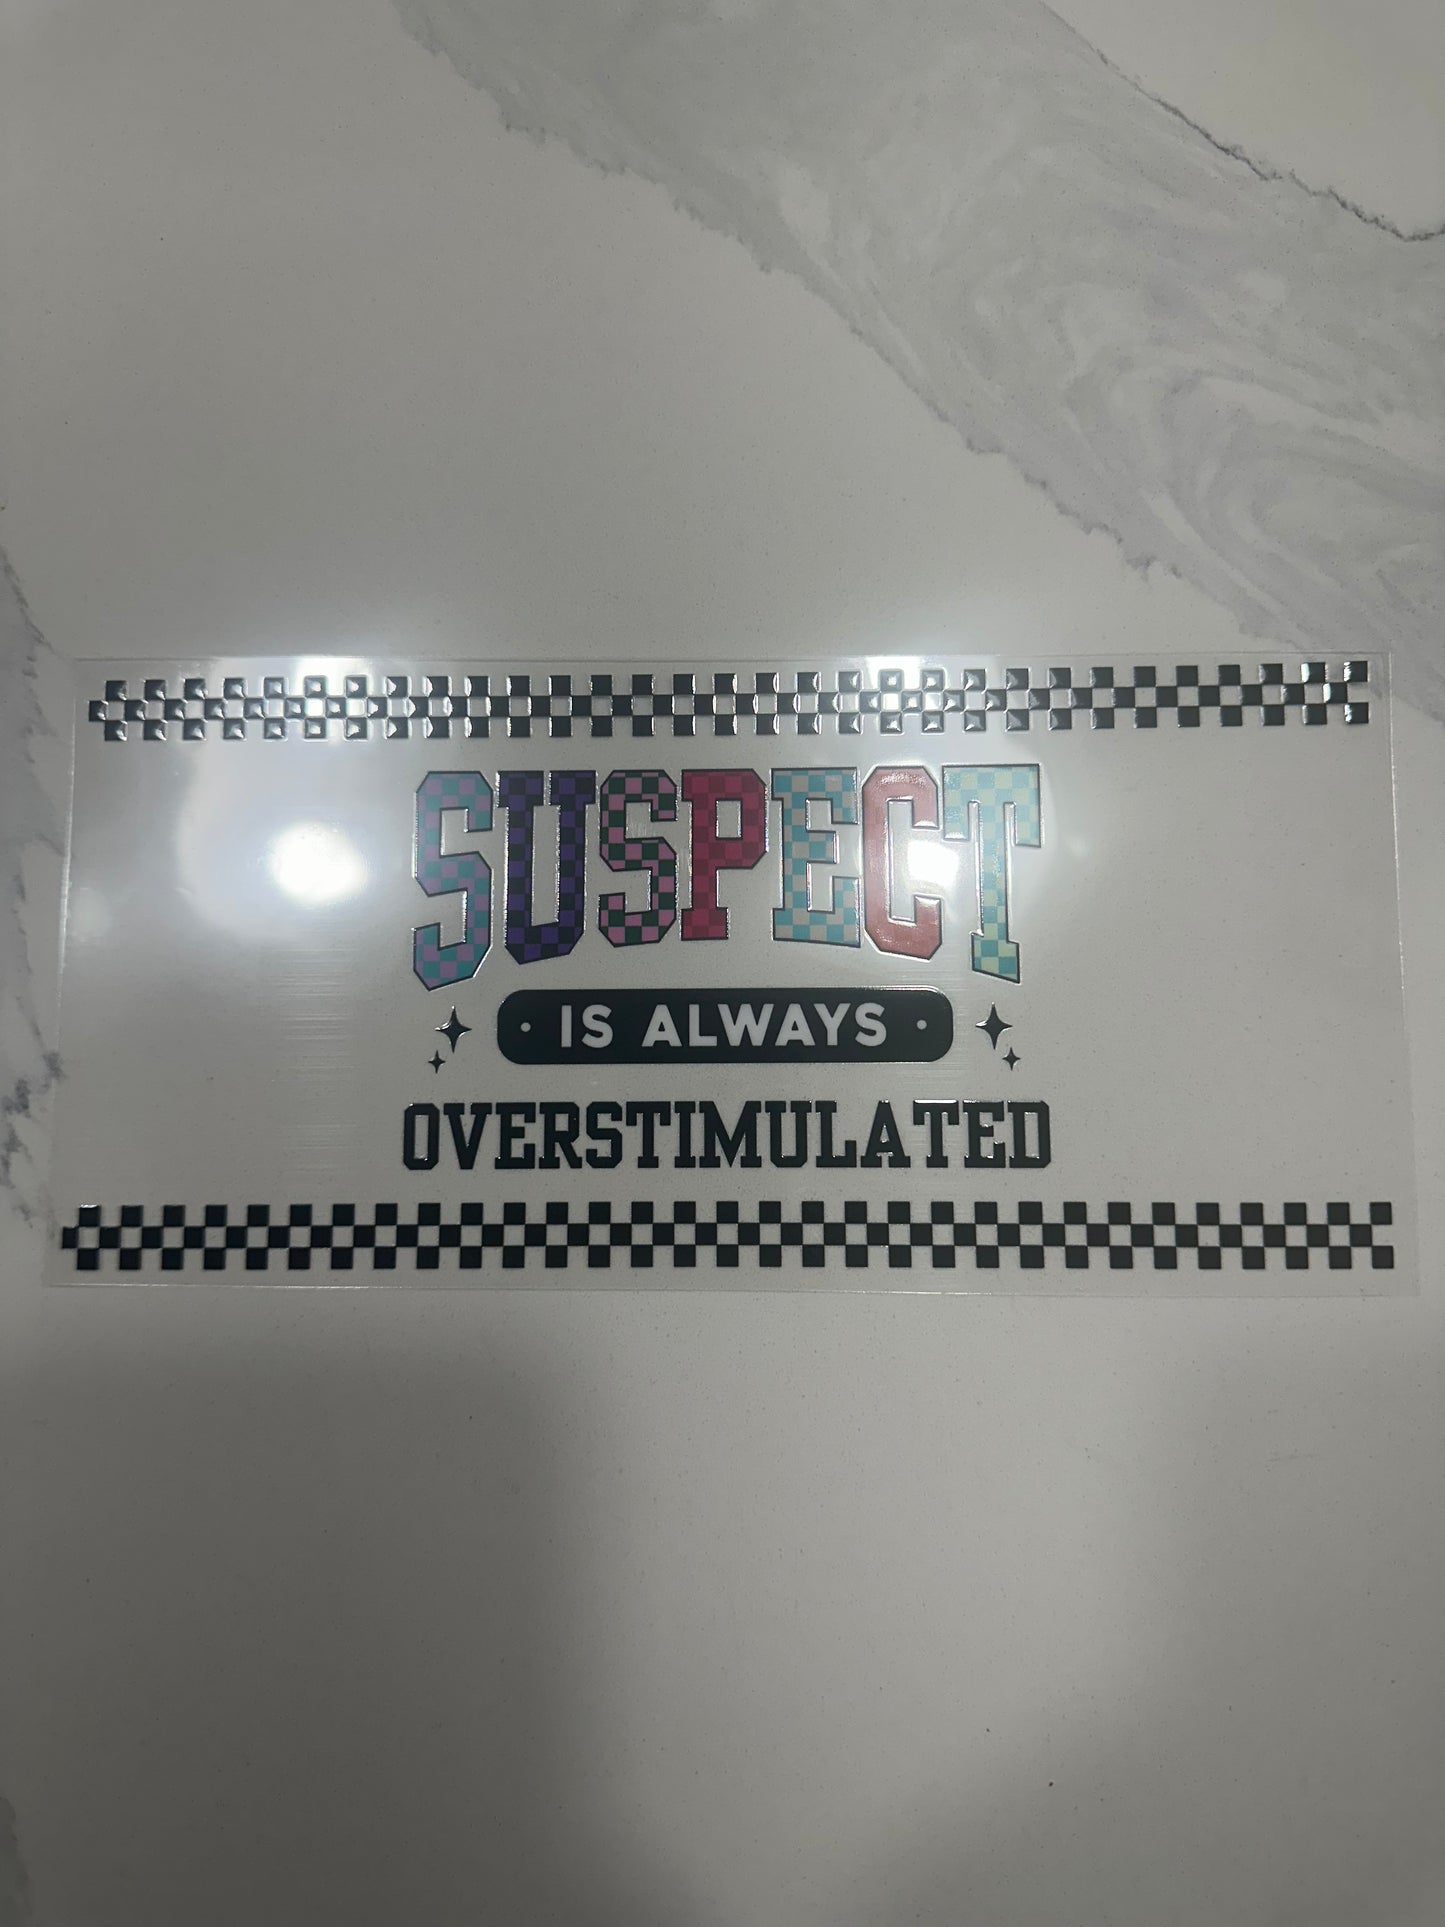 SUSPECT
· IS ALWAYS ·
OVERSTIMULATED